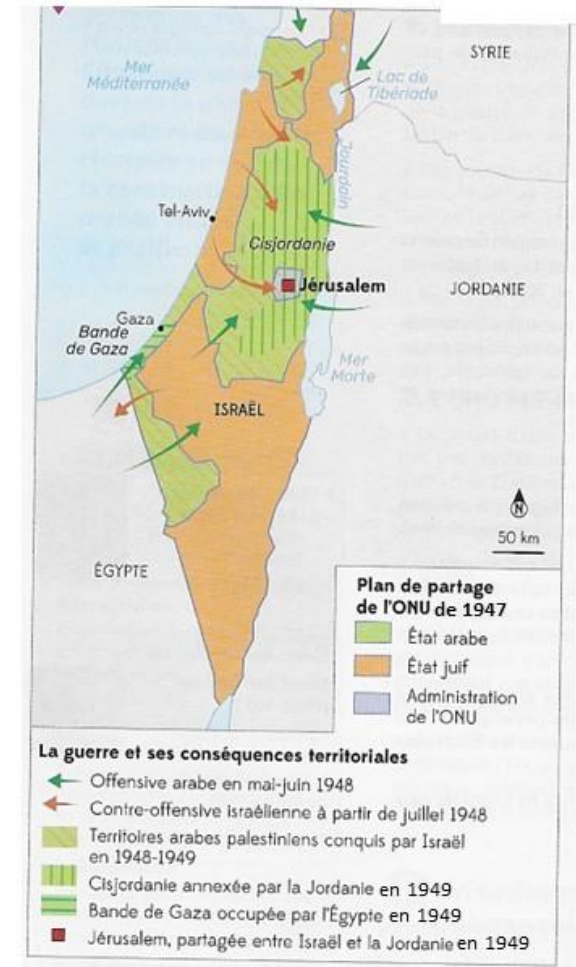 SYRIE
Mer
Méditerranée
Lac de
Tibériade
Jourdain
Tel-Aviv
Cisjordanie
Jérusalem
JORDANIE
Gaza
Bande
de Gaza
Mer
Morte
ISRAËL
N
50 km
ÉGYPTE
Plan de partage
de l'ONU de 1947
État arabe
État juif
Administration
de l'ONU
La guerre et ses conséquences territoriales
Offensive arabe en mai-juin 1948
Contre-offensive israélienne à partir de juillet 1948
Territoires arabes palestiniens conquis par Israël
en 1948-1949
Cisjordanie annexée par la Jordanie en 1949
Bande de Gaza occupée par l'Égypte en 1949
Jérusalem, partagée entre Israël et la Jordanie en 1949